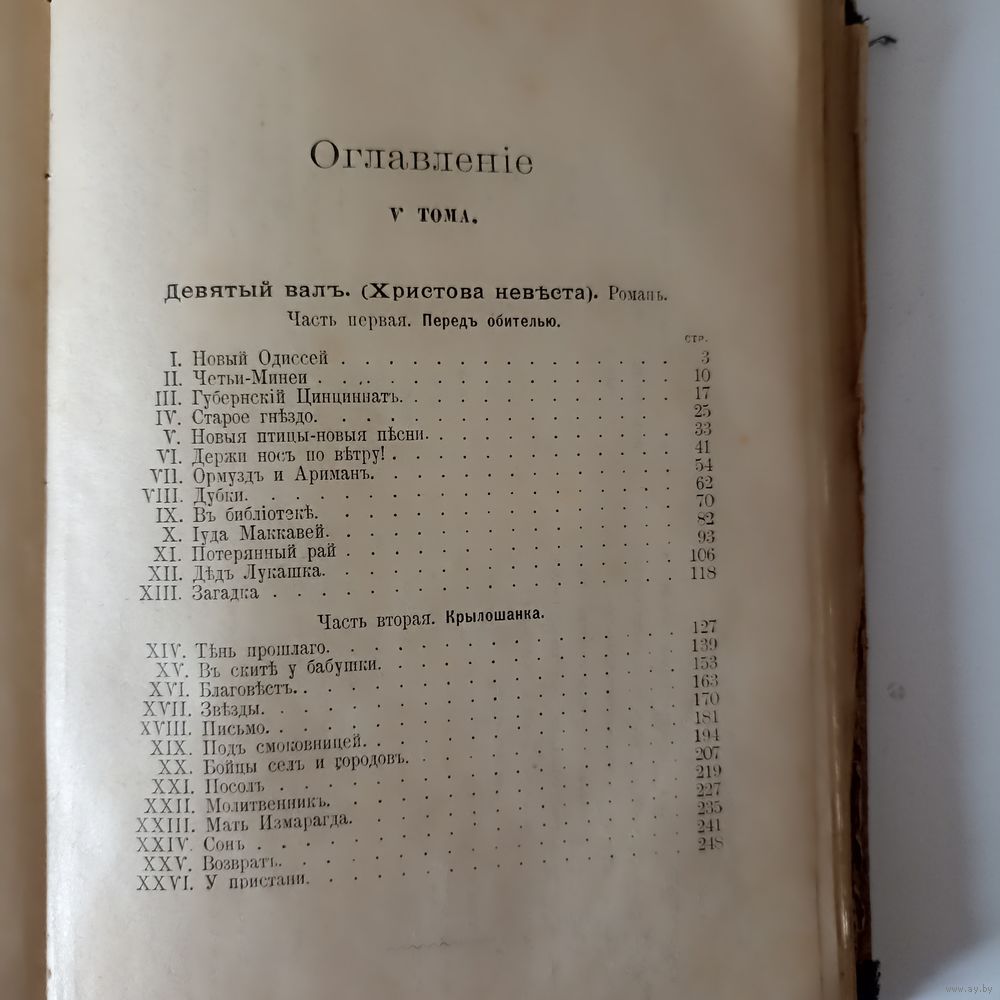 Оглавленіе
V ТОМА.
Девятый валъ. (Христова невѣста). Романъ.
Часть первая. Передъ обителью.
СТР.
I. Новый Одиссей . . . . . . . . . . . . 3
II. Четьи-Минеи . . . . . . . . . . . . 10
III. Губернскій Цинциннатъ. . . . . . . . . . . 17
IV. Старое гнѣздо. . . . . . . . . . . . 25
V. Новыя птицы-новыя пѣсни. . . . . . . . . . 33
VI. Держи носъ по вѣтру! . . . . . . . . . . 41
VII. Ормуздъ и Ариманъ. . . . . . . . . . . 54
VIII. Дубки. . . . . . . . . . . . . . 62
IX. Въ библіотекѣ. . . . . . . . . . . . 70
X. Іуда Маккавей. . . . . . . . . . . . 82
XI. Потерянный рай . . . . . . . . . . . 93
XII. Дѣдъ Лукашка. . . . . . . . . . . . 106
XIII. Загадка . . . . . . . . . . . . . 118
Часть вторая. Крылошанка.
XIV. Тѣнь прошлаго. . . . . . . . . . . . 127
XV. Въ скитѣ у бабушки. . . . . . . . . . 139
XVI. Благовѣстъ. . . . . . . . . . . . . 153
XVII. Звѣзды. . . . . . . . . . . . . . 163
XVIII. Письмо. . . . . . . . . . . . . . 170
XIX. Подъ смоковницей. . . . . . . . . . . 181
XX. Бойцы селъ и городовъ. . . . . . . . . 194
XXI. Посолъ . . . . . . . . . . . . . 207
XXII. Молитвенникъ. . . . . . . . . . . . 219
XXIII. Мать Измарагда. . . . . . . . . . . 227
XXIV. Сонъ . . . . . . . . . . . . . . 235
XXV. Возвратъ. . . . . . . . . . . . . 241
XXVI. У пристани. . . . . . . . . . . . 248
www.ay.by